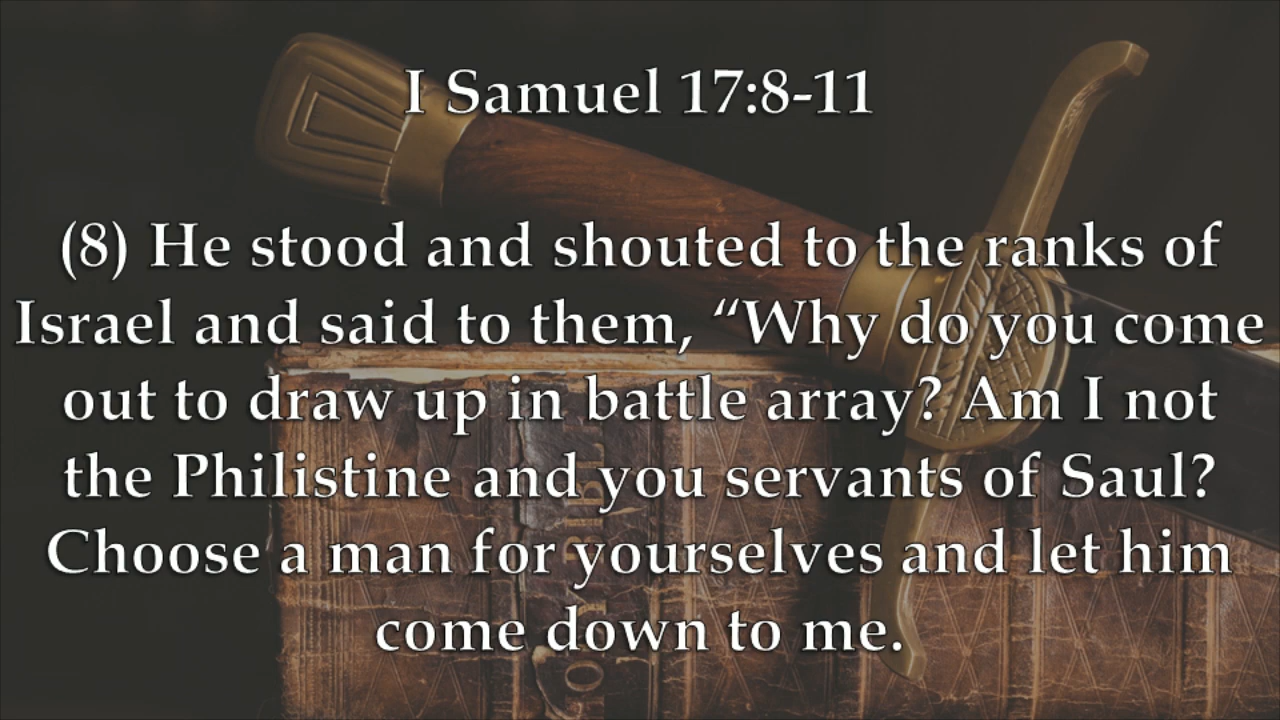 I Samuel 17:8-11
(8) He stood and shouted to the ranks of
Israel and said to them, “Why do you come
out to draw up in battle array? Am I not
the Philistine and you servants of Saul?
Choose a man for yourselves and let him
come down to me.